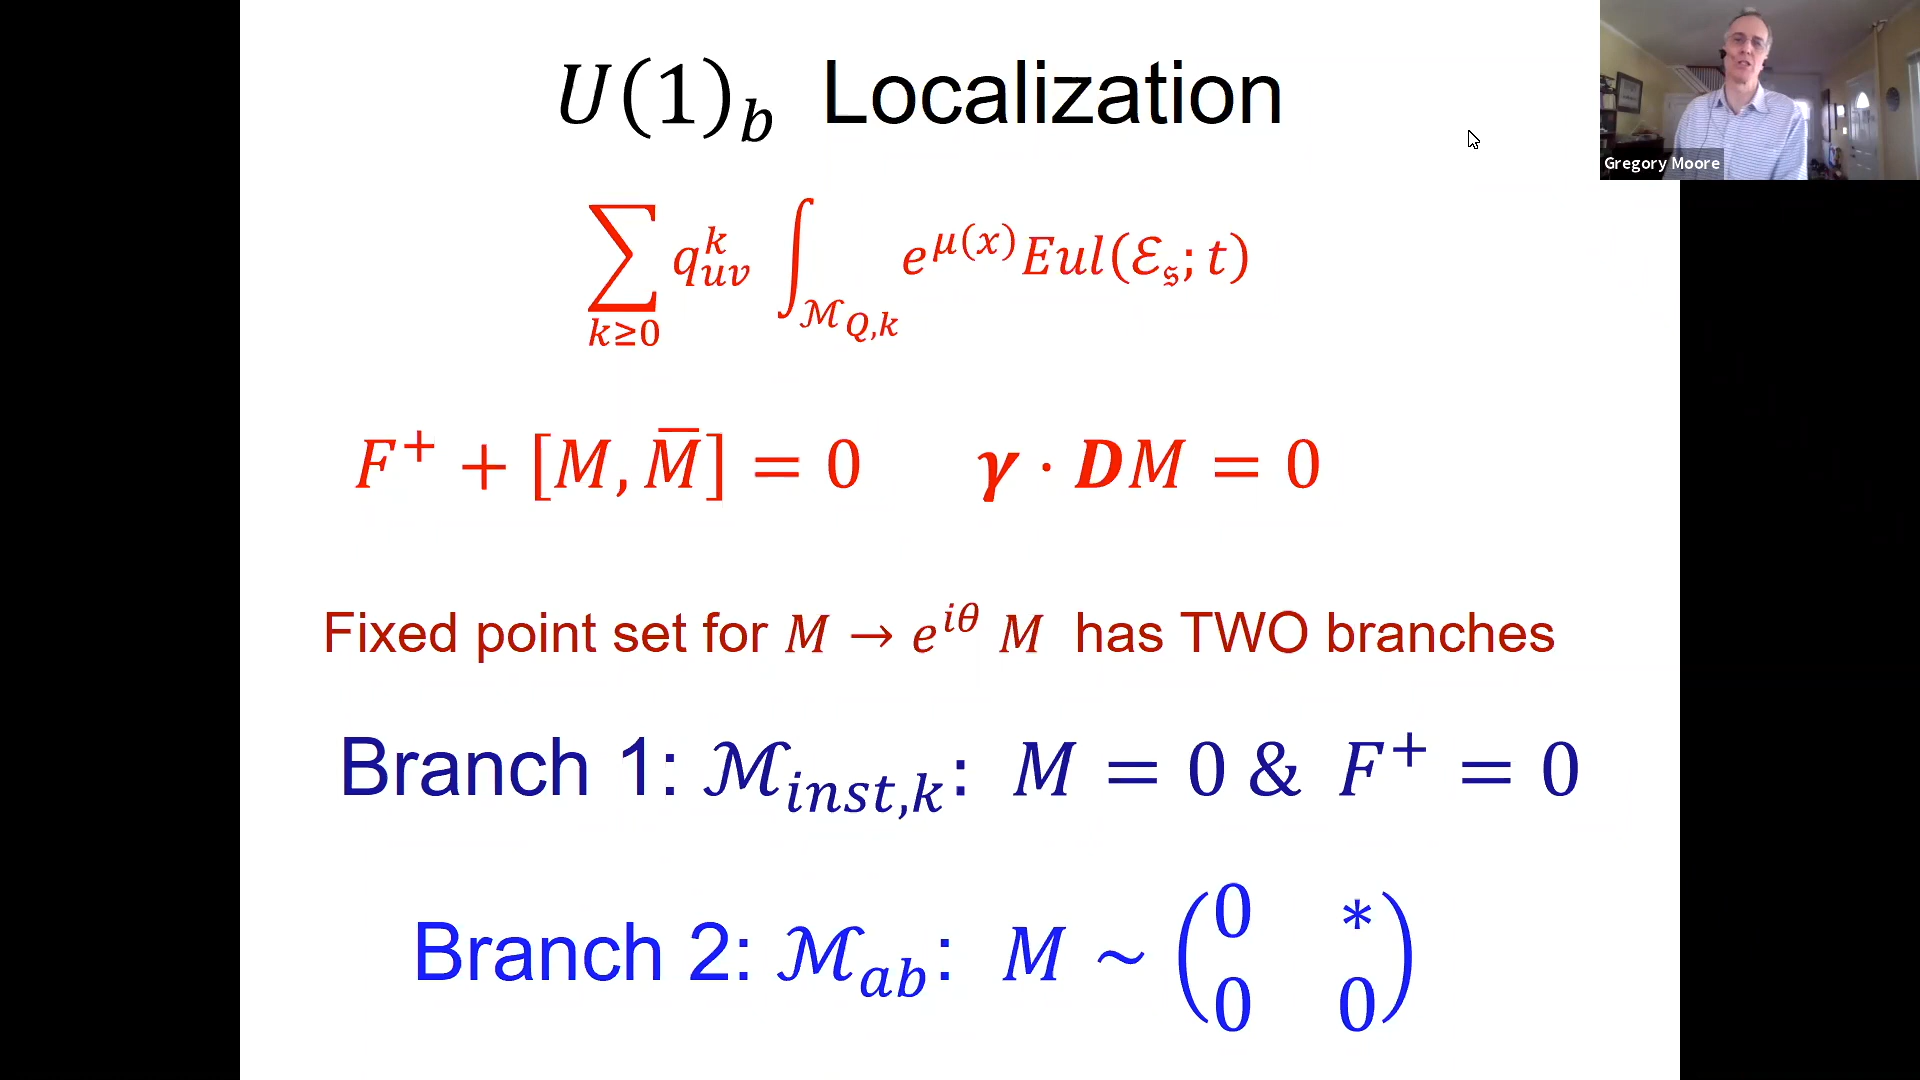 U(1)_b Localization
Gregory Moore
∑_{k≥0} q_{uv}^k ∫_{ℳ_{Q,k}} e^{μ(x)} Eul(ℰ_𝔰; t)
F^+ + [M, M̄] = 0    γ · DM = 0
Fixed point set for M → e^{iθ} M has TWO branches
Branch 1: ℳ_{inst,k}: M = 0 & F^+ = 0
Branch 2: ℳ_{ab}: M ~ (0 *
0 0)